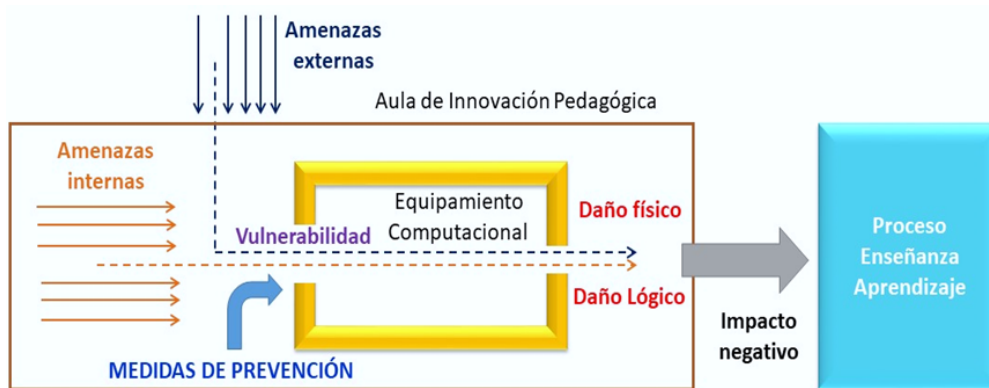 Amenazas
externas
Aula de Innovación Pedagógica
Amenazas
internas
Equipamiento
Computacional
Vulnerabilidad
Daño físico
Daño Lógico
MEDIDAS DE PREVENCIÓN
Impacto
negativo
Proceso
Enseñanza
Aprendizaje